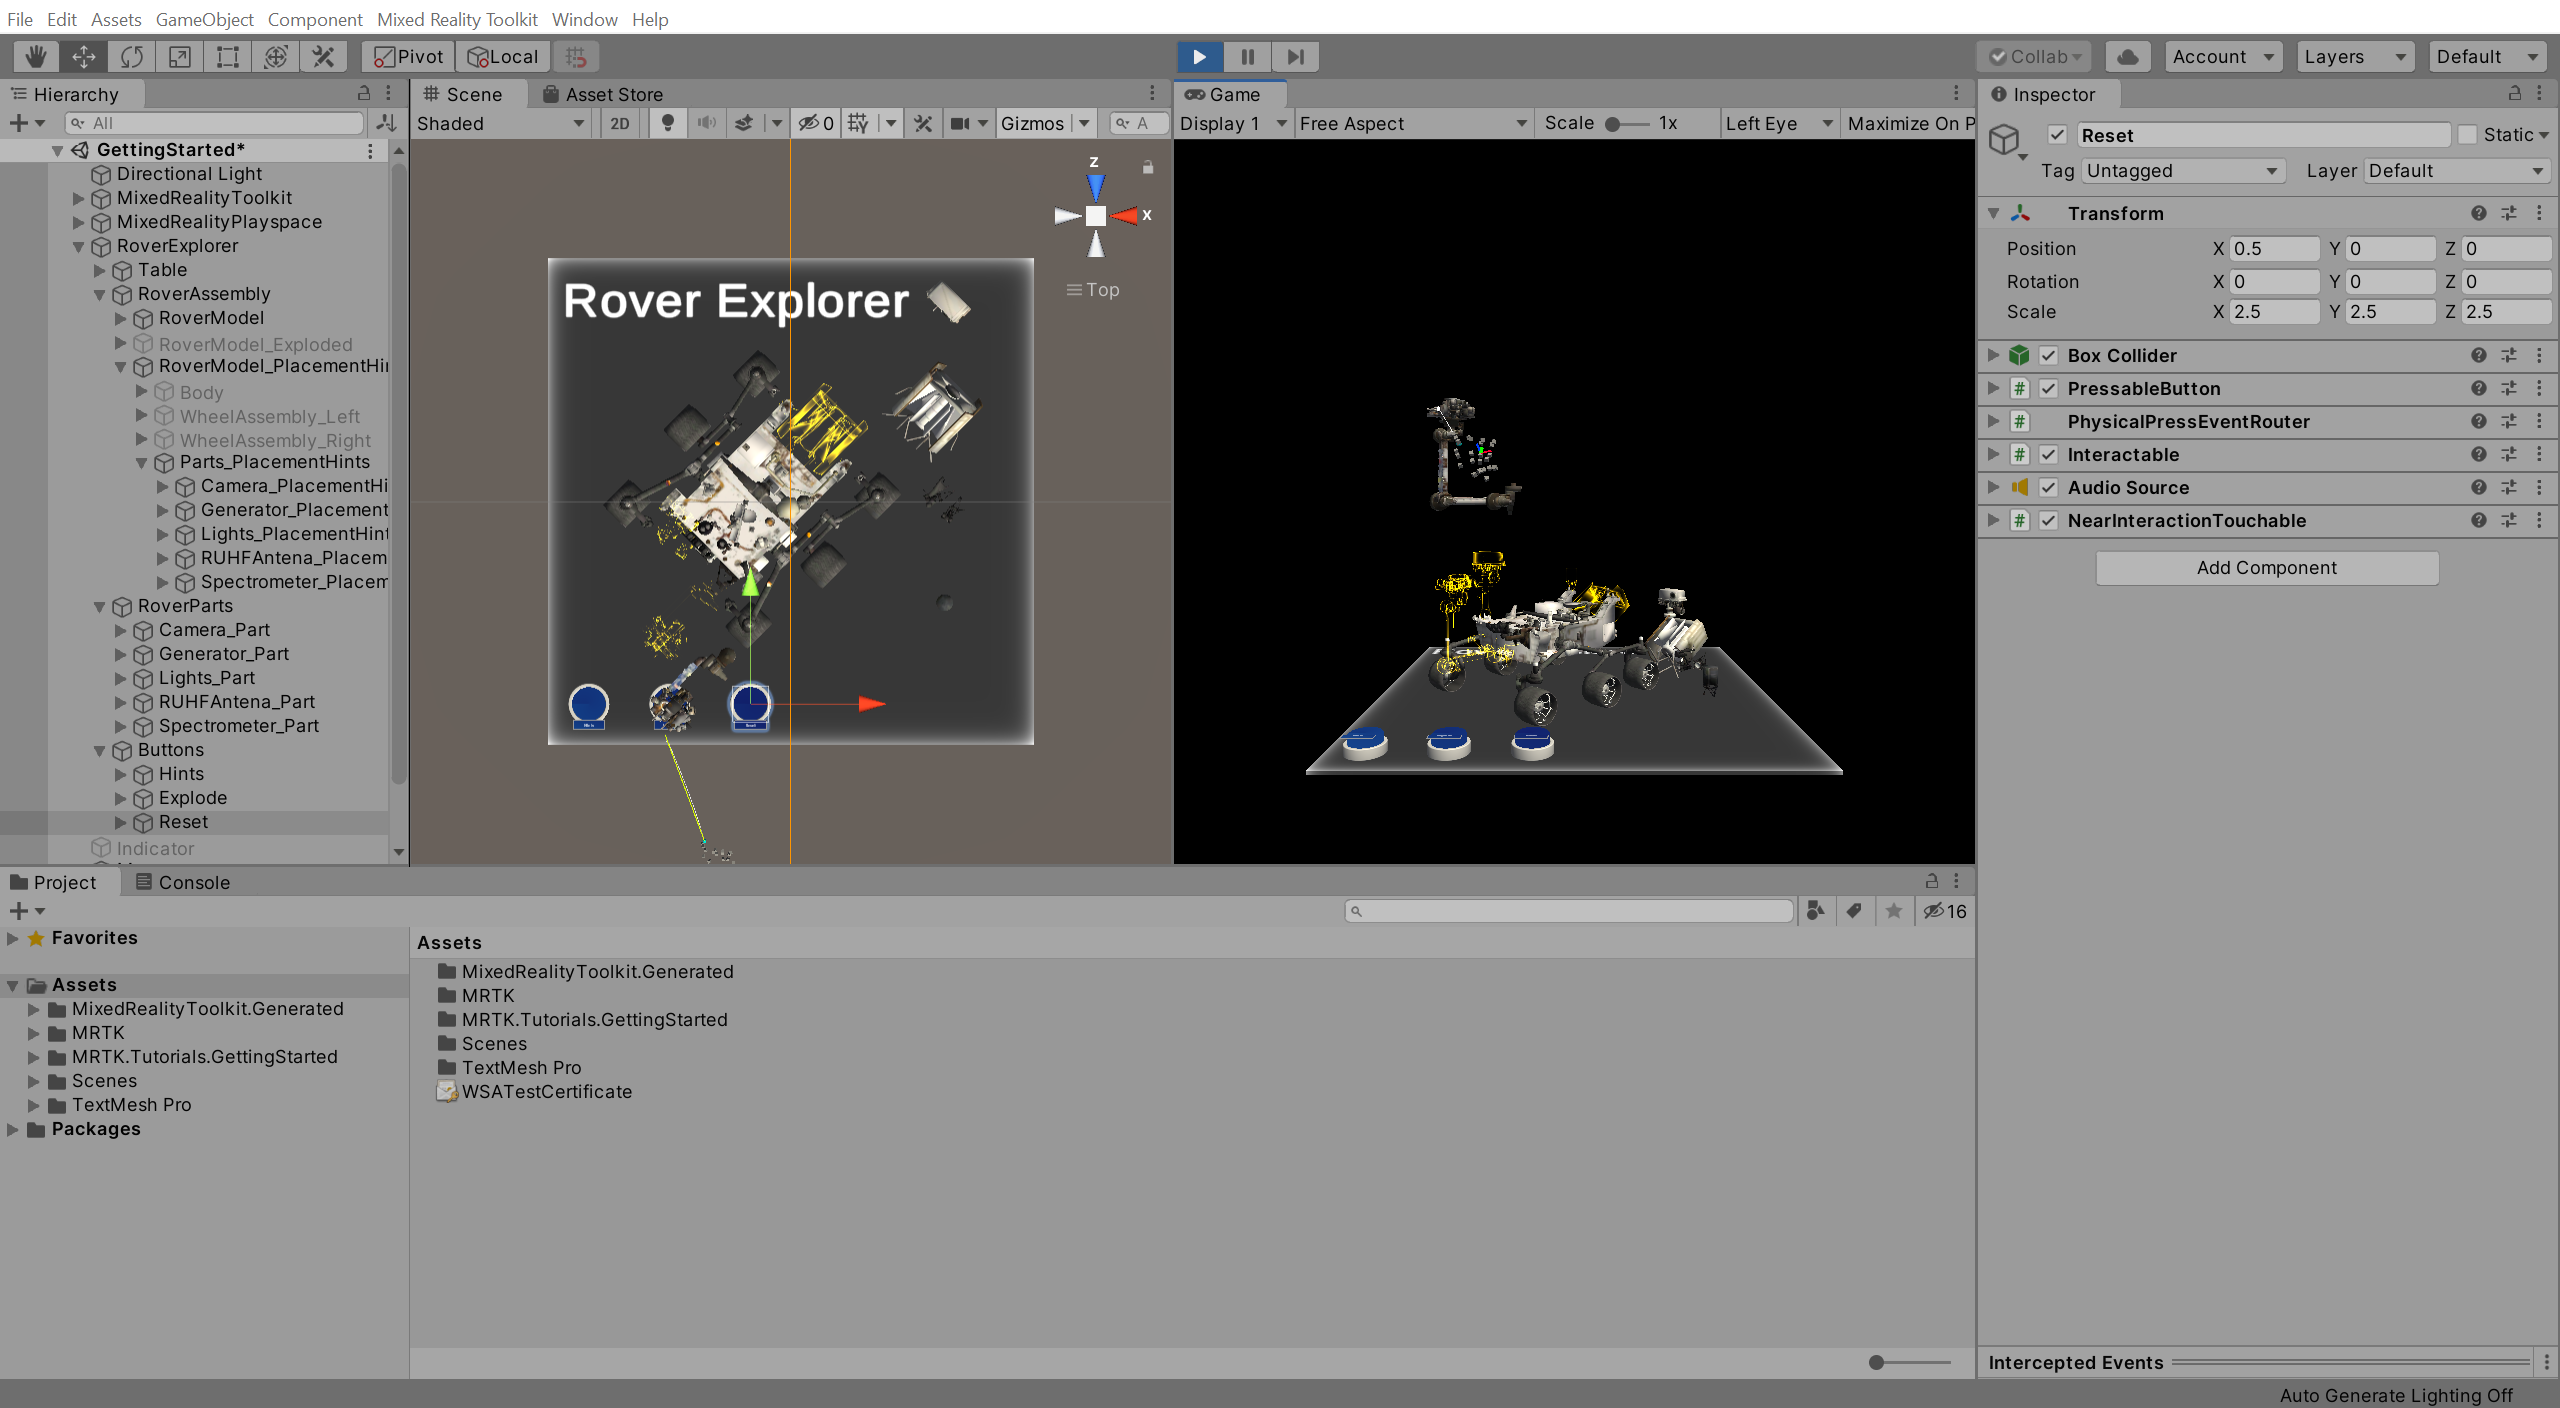 File Edit Assets GameObject Component Mixed Reality Toolkit Window Help
Pivot Local Collab Account Layers Default
Hierarchy
All
GettingStarted*
Directional Light
MixedRealityToolkit
MixedRealityPlayspace
RoverExplorer
Table
RoverAssembly
RoverModel
RoverModel_Exploded
RoverModel_PlacementHi
Body
WheelAssembly_Left
WheelAssembly_Right
Parts_PlacementHints
Camera_PlacementHi
Generator_Placement
Lights_PlacementHint
RUHFAntena_Placem
Spectrometer_Placem
RoverParts
Camera_Part
Generator_Part
Lights_Part
RUHFAntena_Part
Spectrometer_Part
Buttons
Hints
Explode
Reset
Indicator
Scene Asset Store
Shaded 2D 0 Gizmos A
z
x
Top
Rover Explorer
Game
Display 1 Free Aspect Scale 1x Left Eye Maximize On P
Inspector
Reset Static
Tag Untagged Layer Default
Transform
Position X 0.5 Y 0 Z 0
Rotation X 0 Y 0 Z 0
Scale X 2.5 Y 2.5 Z 2.5
Box Collider
# PressableButton
# PhysicalPressEventRouter
# Interactable
Audio Source
# NearInteractionTouchable
Add Component
Project Console
16
Favorites
Assets
MixedRealityToolkit.Generated
MRTK
MRTK.Tutorials.GettingStarted
Scenes
TextMesh Pro
Packages
Assets
MixedRealityToolkit.Generated
MRTK
MRTK.Tutorials.GettingStarted
Scenes
TextMesh Pro
WSATestCertificate
Intercepted Events
Auto Generate Lighting Off